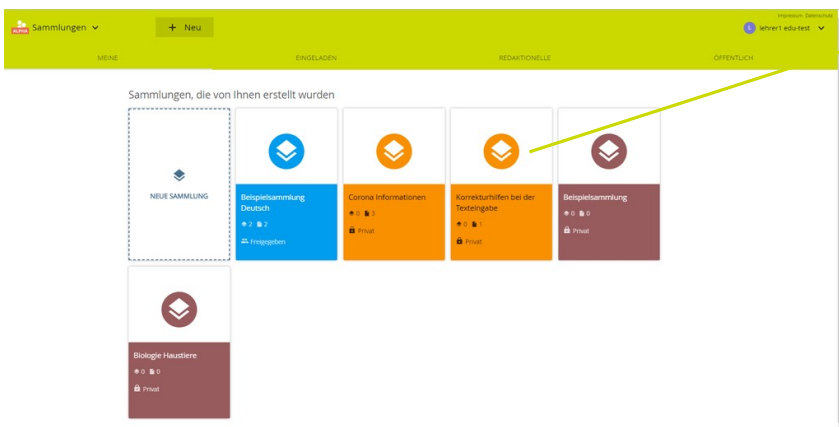 Impressum Datenschutz
ALPHA
Sammlungen
+ Neu
L
lehrer1 edu-test
MEINE
EINGELADEN
REDAKTIONELLE
ÖFFENTLICH
Sammlungen, die von Ihnen erstellt wurden
NEUE SAMMLUNG
Beispielsammlung
Deutsch
2 2
Freigegeben
Corona Informationen
0 3
Privat
Korrekturhilfen bei der
Texteingabe
0 1
Privat
Beispielsammlung
0 0
Privat
Biologie Haustiere
0 0
Privat